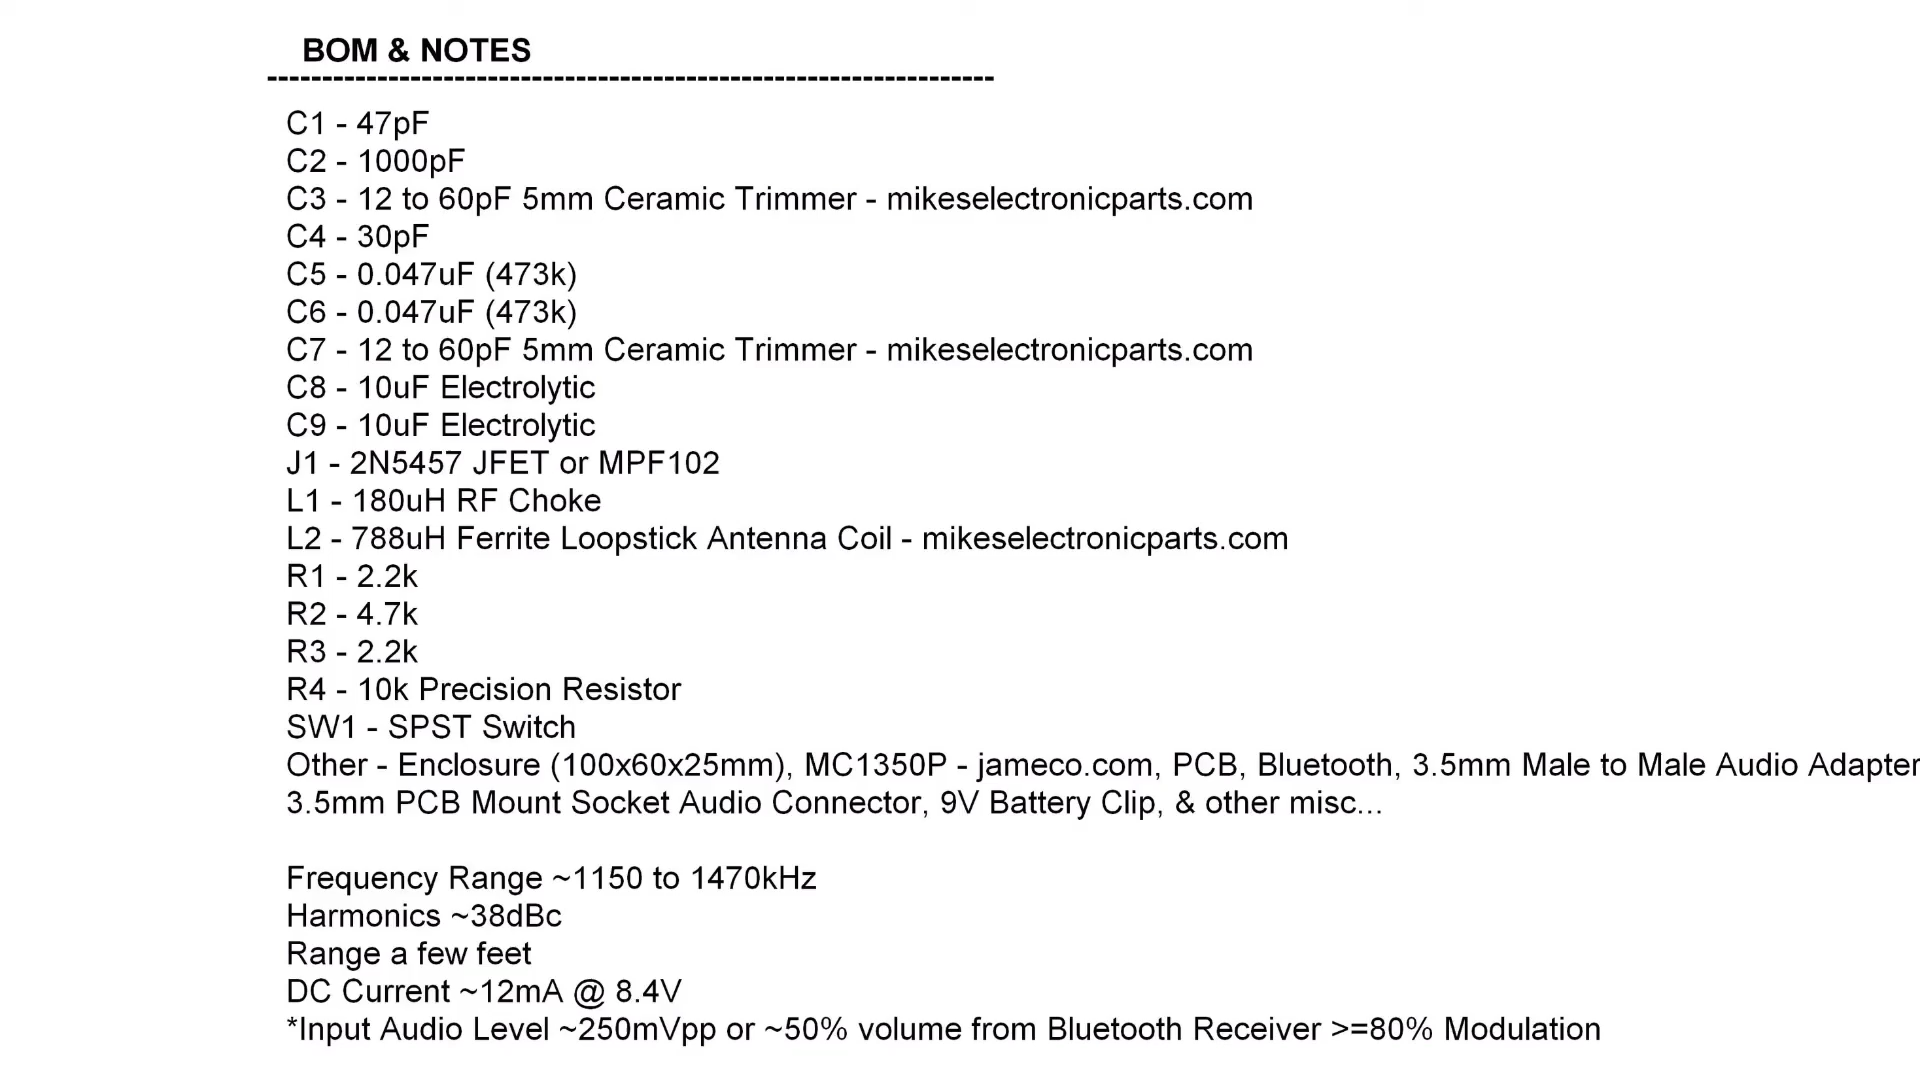 BOM & NOTES
------------------------------------------------------------------
C1 - 47pF
C2 - 1000pF
C3 - 12 to 60pF 5mm Ceramic Trimmer - mikeselectronicparts.com
C4 - 30pF
C5 - 0.047uF (473k)
C6 - 0.047uF (473k)
C7 - 12 to 60pF 5mm Ceramic Trimmer - mikeselectronicparts.com
C8 - 10uF Electrolytic
C9 - 10uF Electrolytic
J1 - 2N5457 JFET or MPF102
L1 - 180uH RF Choke
L2 - 788uH Ferrite Loopstick Antenna Coil - mikeselectronicparts.com
R1 - 2.2k
R2 - 4.7k
R3 - 2.2k
R4 - 10k Precision Resistor
SW1 - SPST Switch
Other - Enclosure (100x60x25mm), MC1350P - jameco.com, PCB, Bluetooth, 3.5mm Male to Male Audio Adapter
3.5mm PCB Mount Socket Audio Connector, 9V Battery Clip, & other misc...
Frequency Range ~1150 to 1470kHz
Harmonics ~38dBc
Range a few feet
DC Current ~12mA @ 8.4V
*Input Audio Level ~250mVpp or ~50% volume from Bluetooth Receiver >=80% Modulation